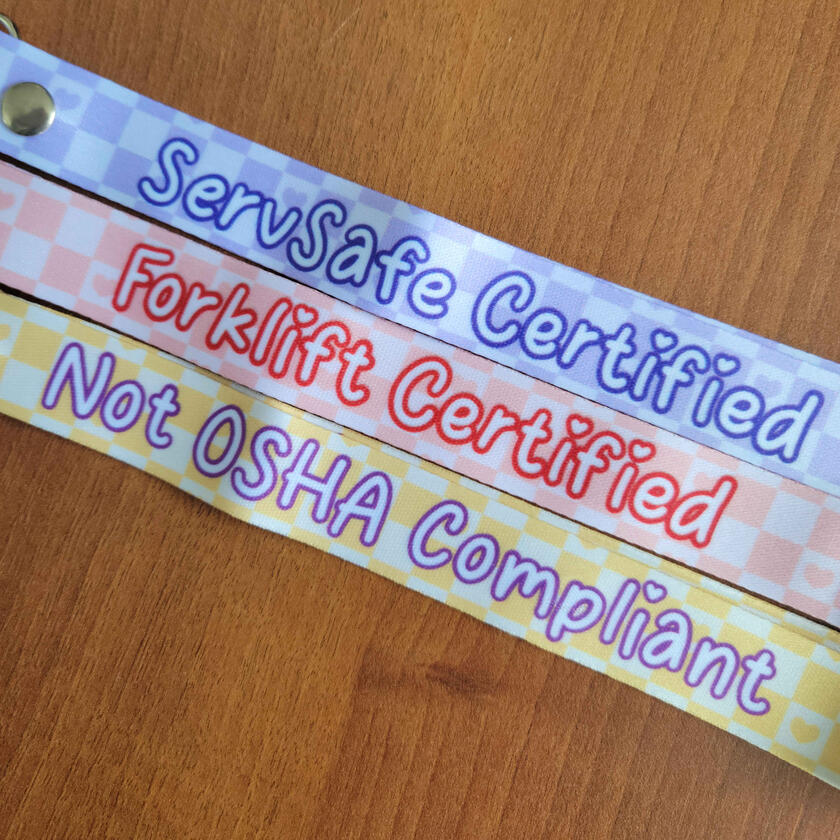 ServSafe Certified
Forklift Certified
Not OSHA Compliant